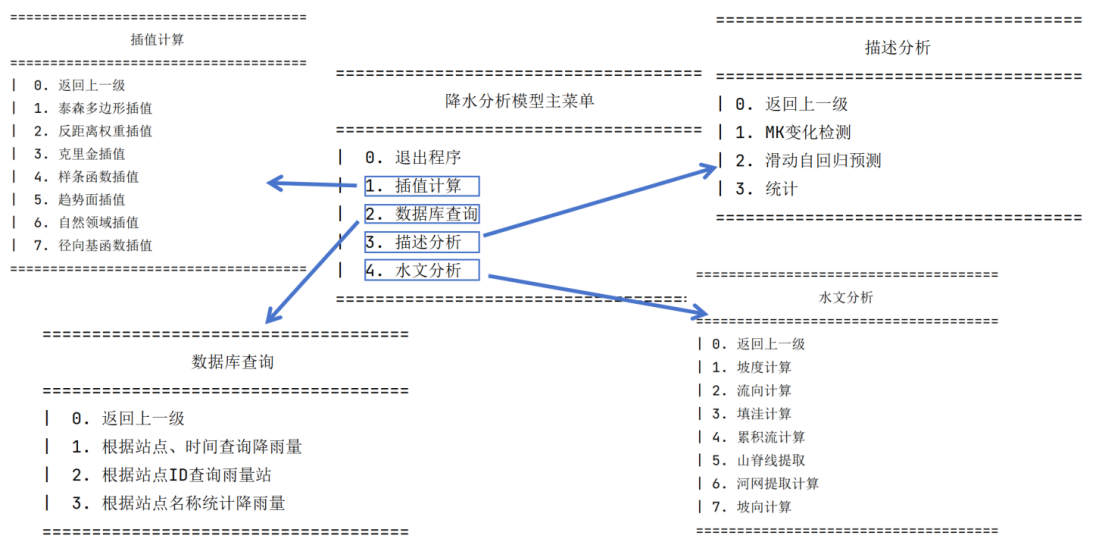 ==================================
插值计算
==================================
| 0. 返回上一级
| 1. 泰森多边形插值
| 2. 反距离权重插值
| 3. 克里金插值
| 4. 样条函数插值
| 5. 趋势面插值
| 6. 自然领域插值
| 7. 径向基函数插值
==================================
==================================
降水分析模型主菜单
==================================
| 0. 退出程序
| 1. 插值计算
| 2. 数据库查询
| 3. 描述分析
| 4. 水文分析
==================================
==================================
描述分析
==================================
| 0. 返回上一级
| 1. MK变化检测
| 2. 滑动自回归预测
| 3. 统计
==================================
==================================
数据库查询
==================================
| 0. 返回上一级
| 1. 根据站点、时间查询降雨量
| 2. 根据站点ID查询雨量站
| 3. 根据站点名称统计降雨量
==================================
==================================
水文分析
==================================
| 0. 返回上一级
| 1. 坡度计算
| 2. 流向计算
| 3. 填洼计算
| 4. 累积流计算
| 5. 山脊线提取
| 6. 河网提取计算
| 7. 坡向计算
==================================